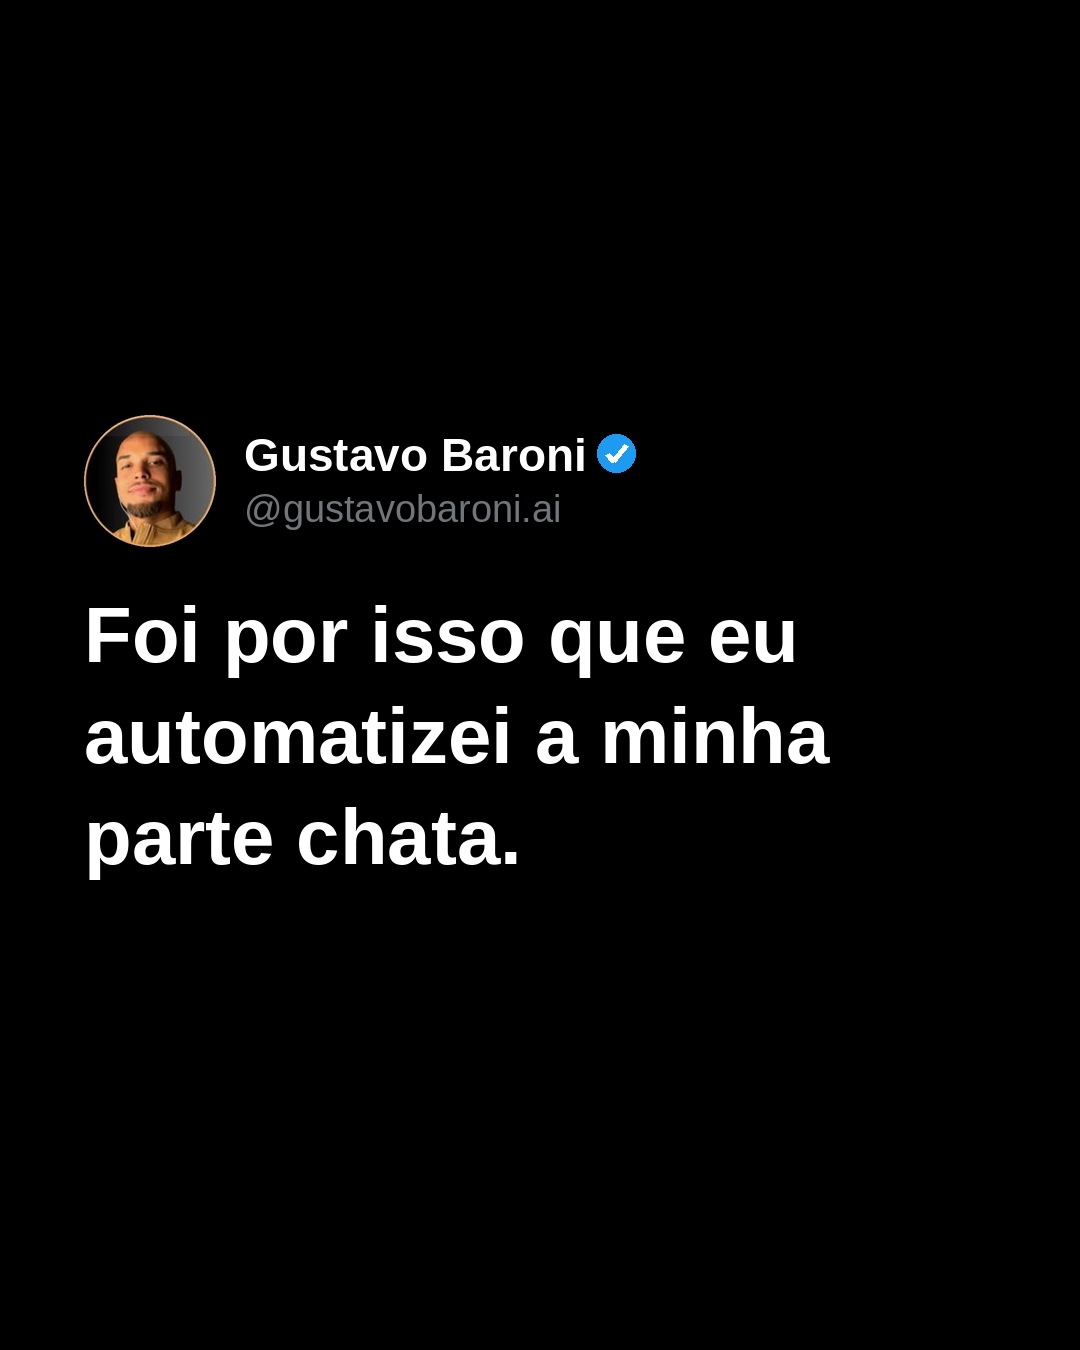 Gustavo Baroni
@gustavobaroni.ai
Foi por isso que eu
automatizei a minha
parte chata.